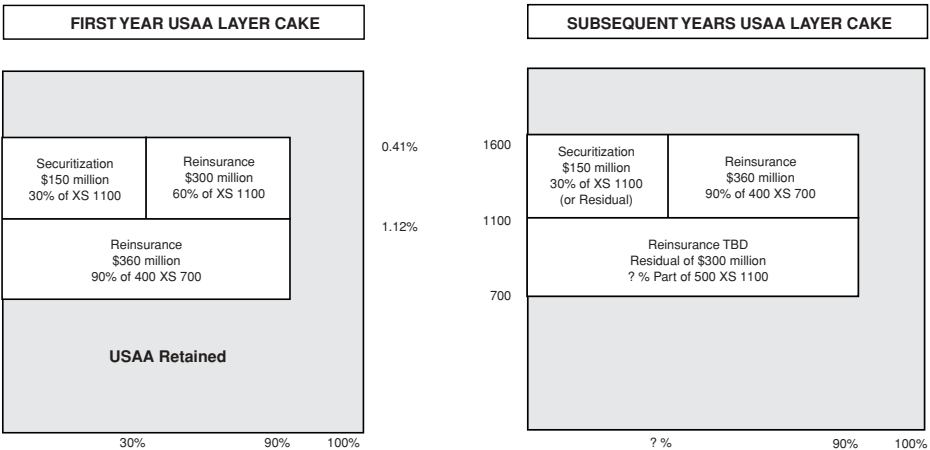 FIRST YEAR USAA LAYER CAKE
Securitization
$150 million
30% of XS 1100
Reinsurance
$300 million
60% of XS 1100
Reinsurance
$360 million
90% of 400 XS 700
USAA Retained
0.41%
1.12%
30%
90%
100%
SUBSEQUENT YEARS USAA LAYER CAKE
1600
1100
700
Securitization
$150 million
30% of XS 1100
(or Residual)
Reinsurance
$360 million
90% of 400 XS 700
Reinsurance TBD
Residual of $300 million
? % Part of 500 XS 1100
? %
90%
100%